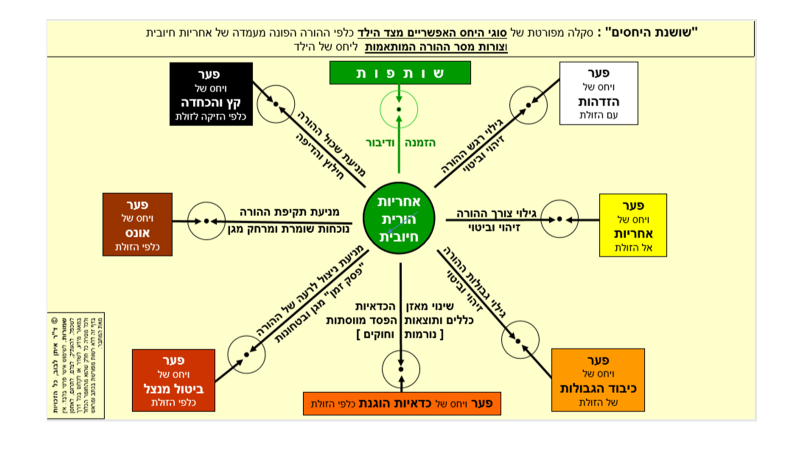 "שושנת היחסים" : סקלה מפורטת של סוגי היחס האפשריים מצד הילד כלפי ההורה הפונה מעמדה של אחריות חיובית
וצורות מסר ההורה המותאמות ליחס של הילד
שותפות
הזמנה ודיבור
פער
ויחס של
הזדהות
עם הזולת
גילוי רגש ההורה
זיהוי וביטוי
פער
ויחס של
אחריות
אל הזולת
גילוי צורך ההורה
זיהוי וביטוי
פער
ויחס של
כיבוד הגבולות
של הזולת
גילוי גבולות ההורה
זיהוי וביטוי
פער ויחס של כדאיות הוגנת כלפי הזולת
שינוי מאזן הכדאיות
כללים ותוצאות הפסד מווסתות
[ נורמות וחוקים ]
פער
ויחס של
ביטול מנצל
כלפי הזולת
מניעת ניצול לרעה של ההורה
"פסק זמן" מגן ובטחונות
פער
ויחס של
אונס
כלפי הזולת
מניעת תקיפת ההורה
נוכחות שומרת ומרחק מגן
פער
ויחס של
קץ והכחדה
כלפי הזיקה לזולת
מניעת שכול ההורה
חילוץ והדיפה
אחריות
הורית
חיובית
© ד"ר איתן לבוב, כל הזכויות